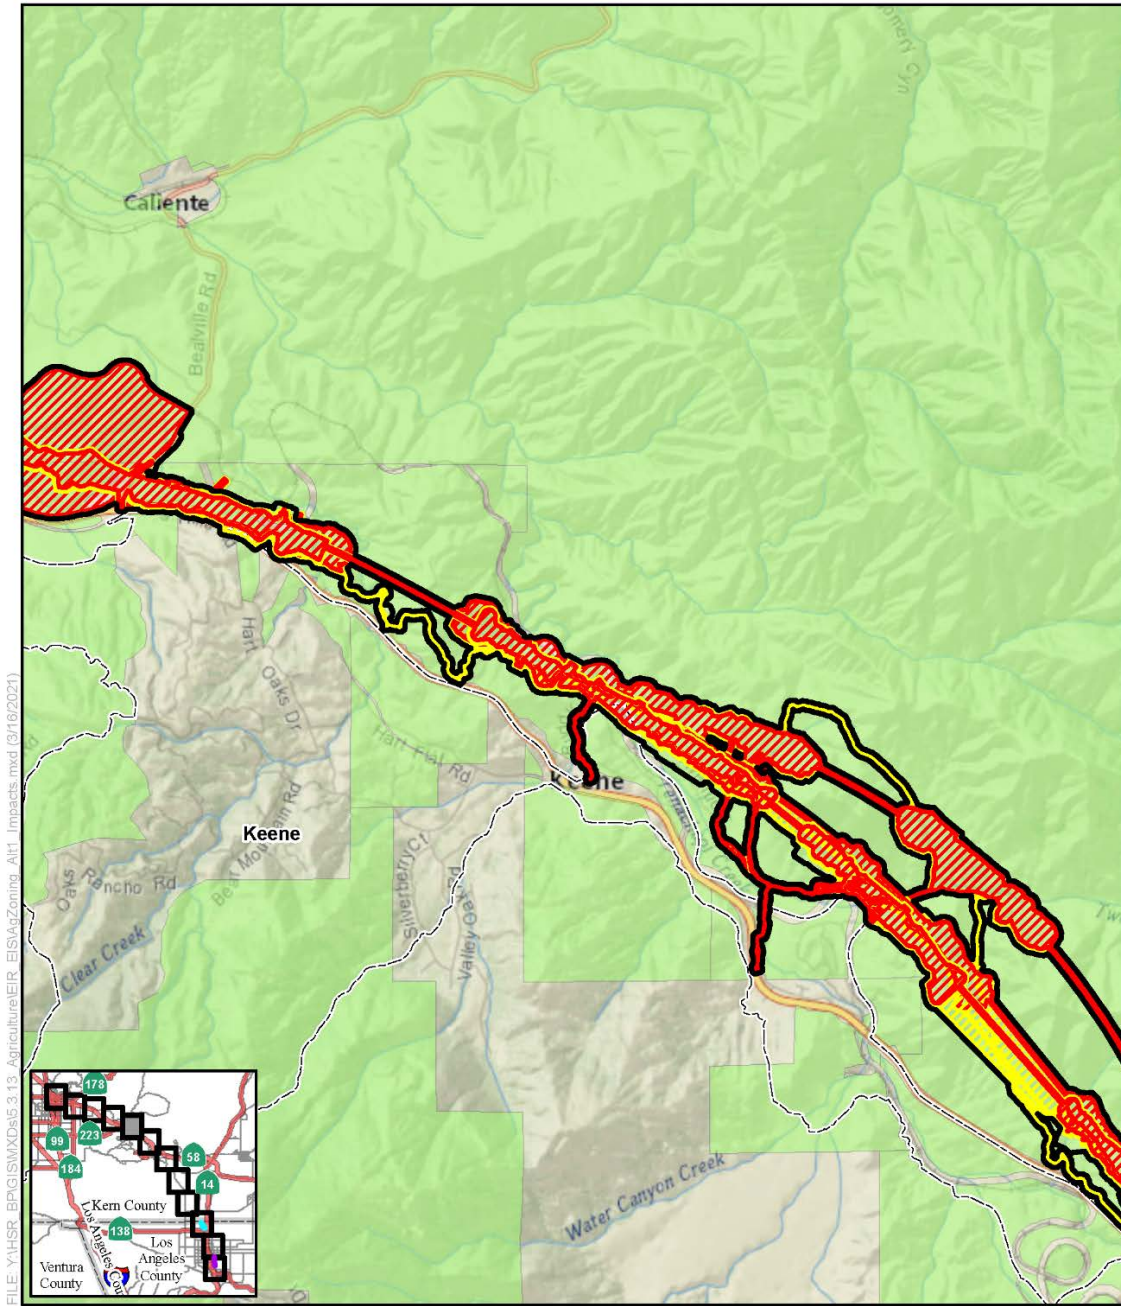 Caliente
Bealville Rd
Hart
Oaks Dr
Hart Flat Rd
Keene
Keene
Bear Mountain Rd
Oaks
Rancho Rd
Clear Creek
Silverberry Ct
Valley Oak Rd
Water Canyon Creek
178
99
223
184
58
14
138
Kern County
Los Angeles Cou
Los
Angeles
County
Ventura
County
5
FILE: Y:\HSR_BP\GIS\MXDs\5.3.13_Agriculture\EIR_EIS\AgZoning_Alt1_Impacts.mxd (3/16/2021)